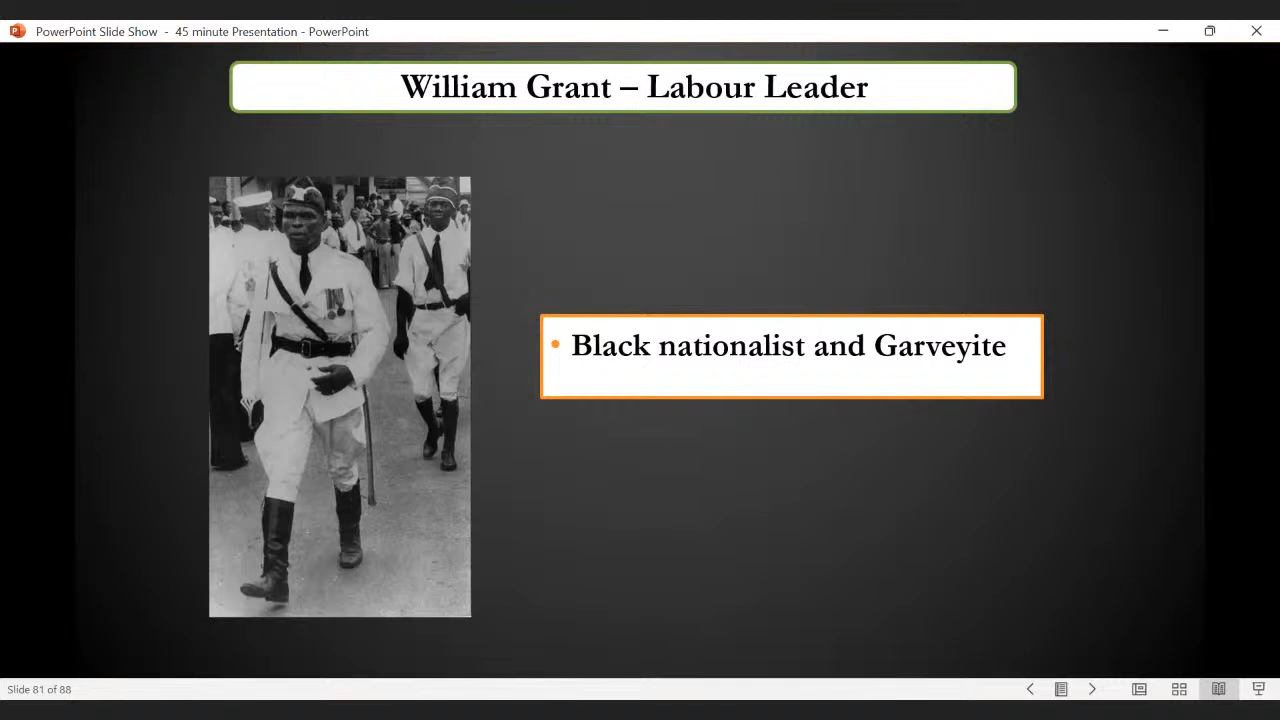 PowerPoint Slide Show - 45 minute Presentation - PowerPoint
William Grant – Labour Leader
• Black nationalist and Garveyite
Slide 81 of 88